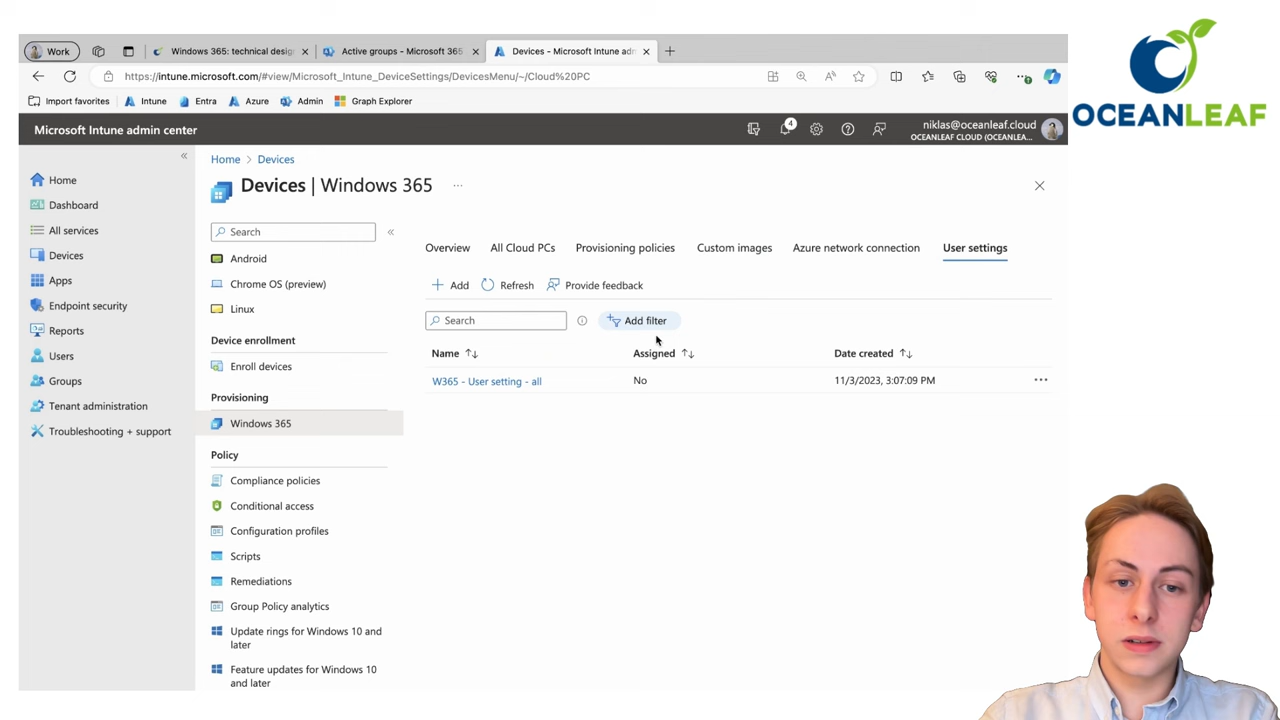 Work
Windows 365: technical desig
Active groups - Microsoft 365
Devices - Microsoft Intune adm
https://intune.microsoft.com/#view/Microsoft_Intune_DeviceSettings/DevicesMenu/~/Cloud%20PC
Import favorites
Intune
Entra
Azure
Admin
Graph Explorer
OCEANLEAF
Microsoft Intune admin center
4
niklas@oceanleaf.cloud
OCEANLEAF CLOUD (OCEANLEA...
Home > Devices
Devices | Windows 365
Home
Dashboard
All services
Devices
Apps
Endpoint security
Reports
Users
Groups
Tenant administration
Troubleshooting + support
Search
Android
Chrome OS (preview)
Linux
Device enrollment
Enroll devices
Provisioning
Windows 365
Policy
Compliance policies
Conditional access
Configuration profiles
Scripts
Remediations
Group Policy analytics
Update rings for Windows 10 and
later
Feature updates for Windows 10
and later
Overview
All Cloud PCs
Provisioning policies
Custom images
Azure network connection
User settings
Add
Refresh
Provide feedback
Search
Add filter
Name
Assigned
Date created
W365 - User setting - all
No
11/3/2023, 3:07:09 PM